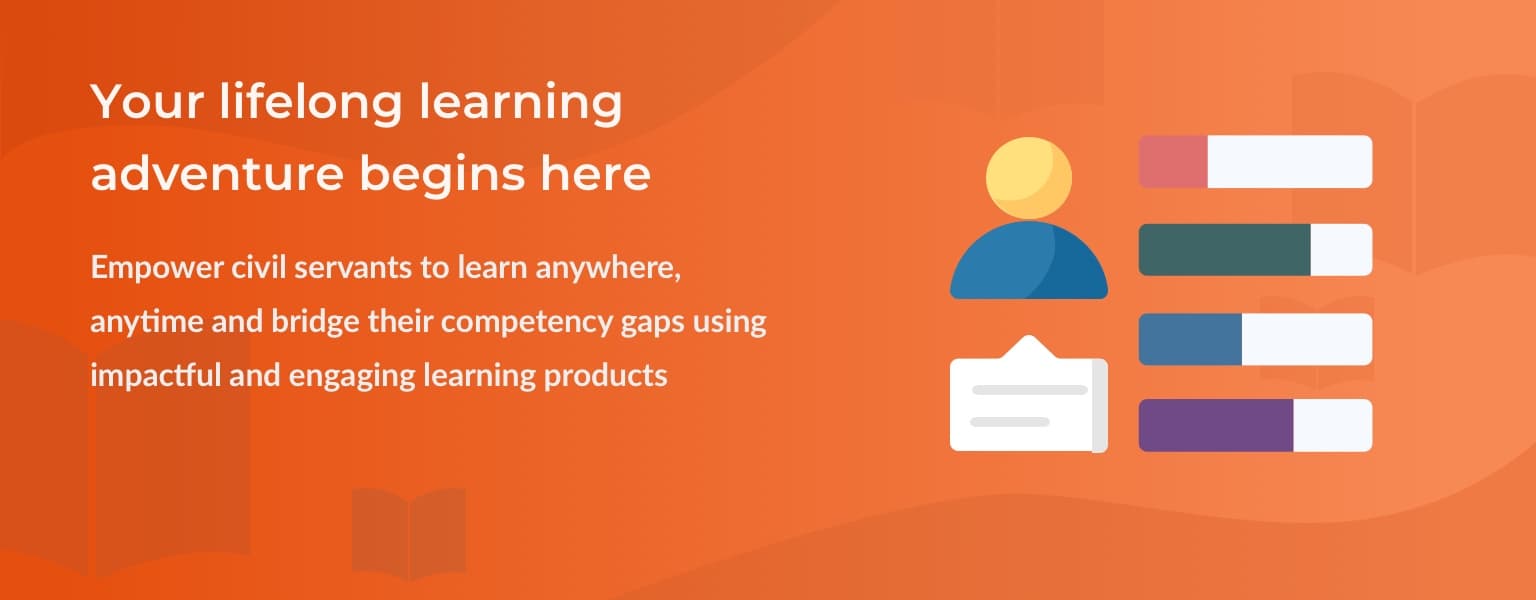 Your lifelong learning
adventure begins here
Empower civil servants to learn anywhere,
anytime and bridge their competency gaps using
impactful and engaging learning products